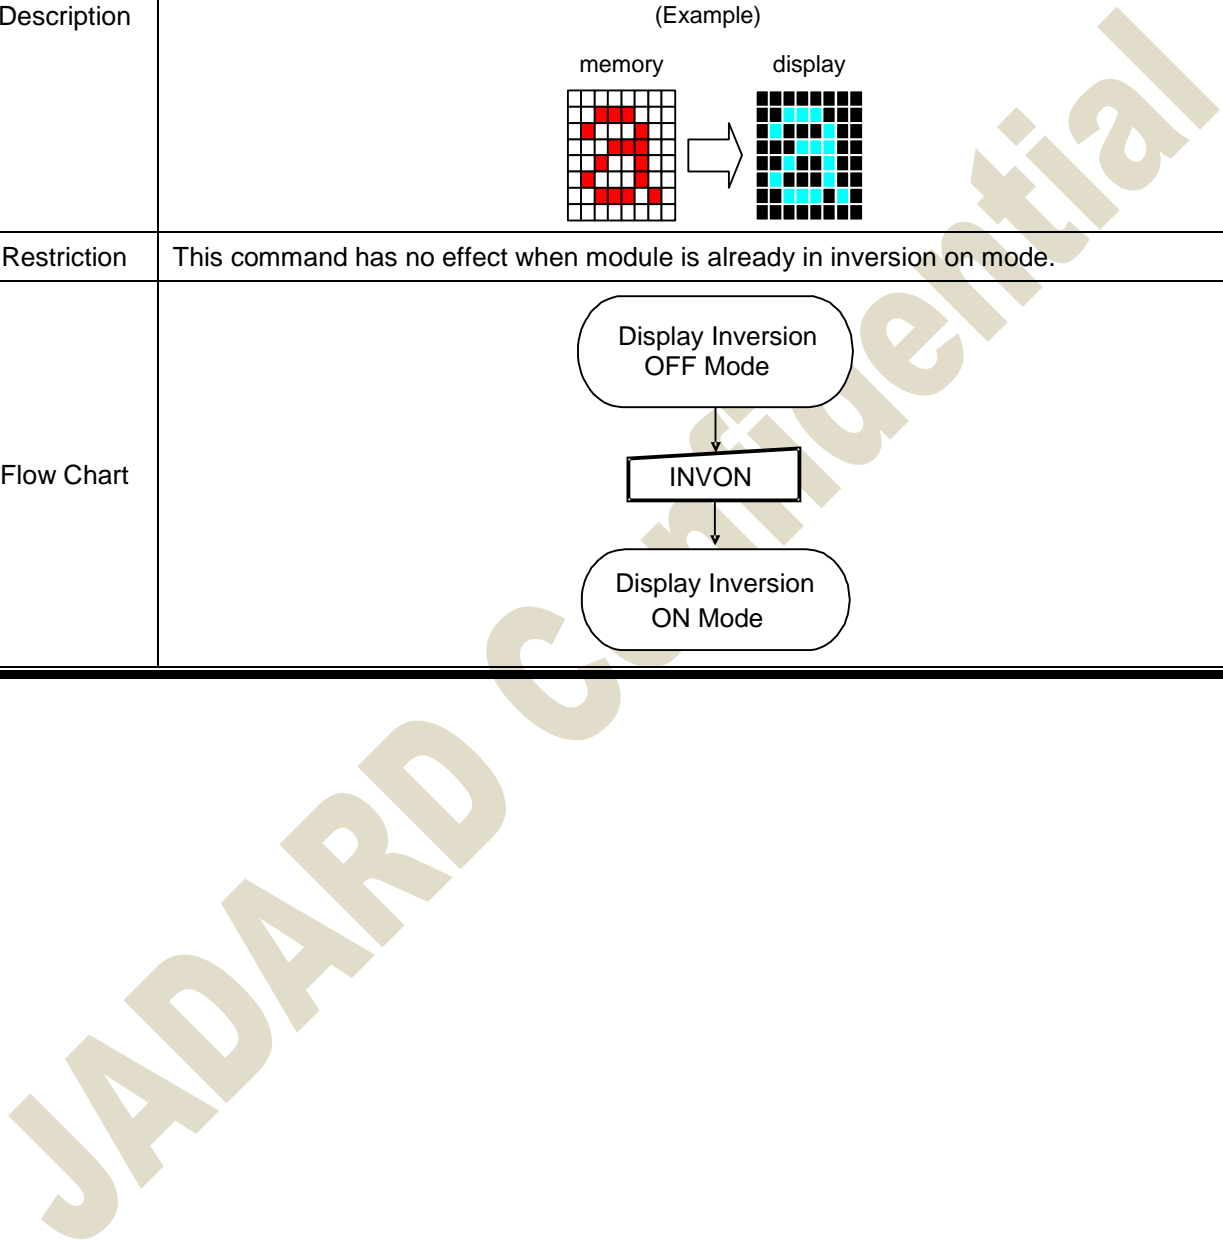 Description
(Example)
memory display
Restriction
This command has no effect when module is already in inversion on mode.
Flow Chart
Display Inversion
OFF Mode
INVON
Display Inversion
ON Mode
JADARD Confidential